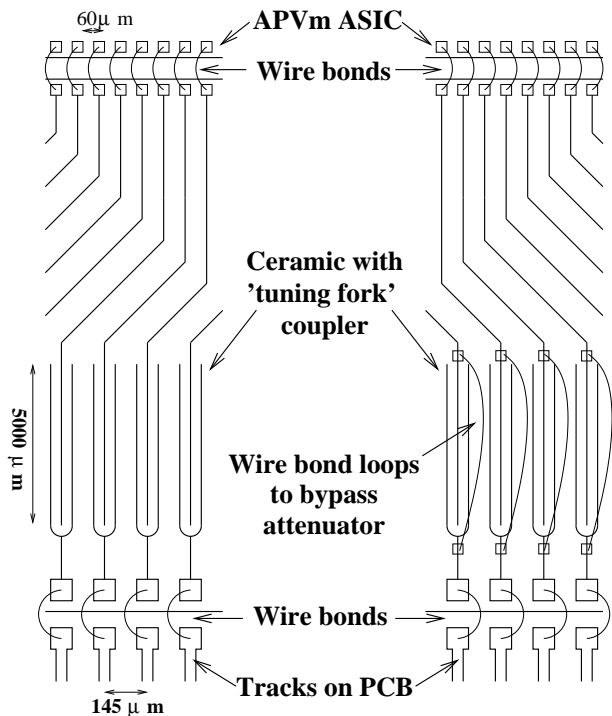 60μ m
APVm ASIC
Wire bonds
Ceramic with
'tuning fork'
coupler
5000 μ m
Wire bond loops
to bypass
attenuator
Wire bonds
Tracks on PCB
145 μ m